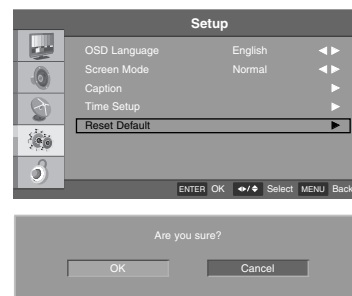 Setup
OSD Language English
Screen Mode Normal
Caption
Time Setup
Reset Default
ENTER OK Select MENU Back
Are you sure?
OK Cancel